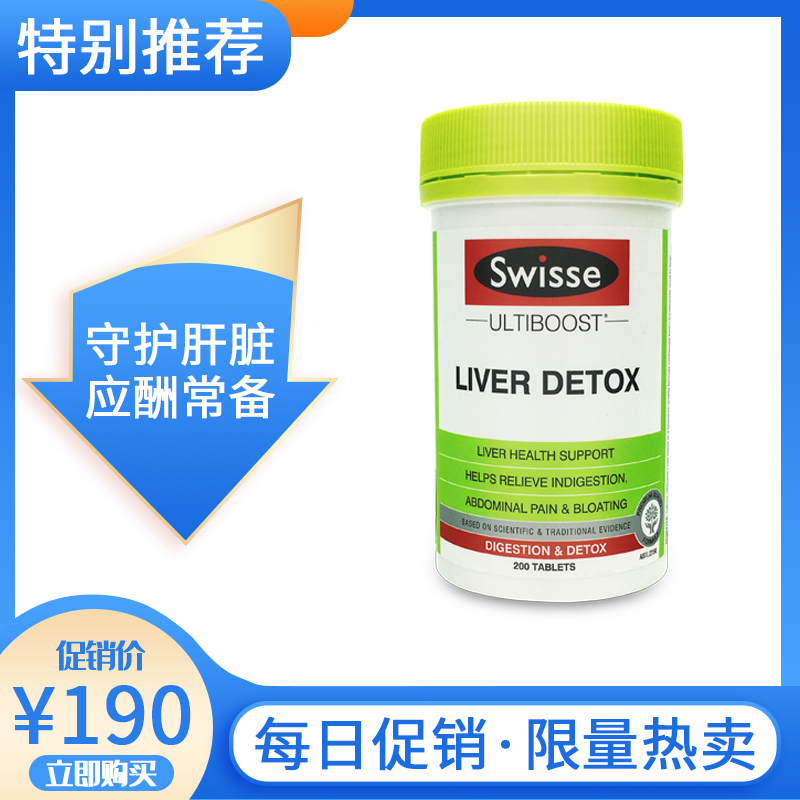 特别推荐
守护肝脏
应酬常备
Swisse
ULTIBOOST®
LIVER DETOX
LIVER HEALTH SUPPORT
HELPS RELIEVE INDIGESTION,
ABDOMINAL PAIN & BLOATING
BASED ON SCIENTIFIC & TRADITIONAL EVIDENCE
DIGESTION & DETOX
200 TABLETS
促销价
¥190
立即购买
每日促销·限量热卖